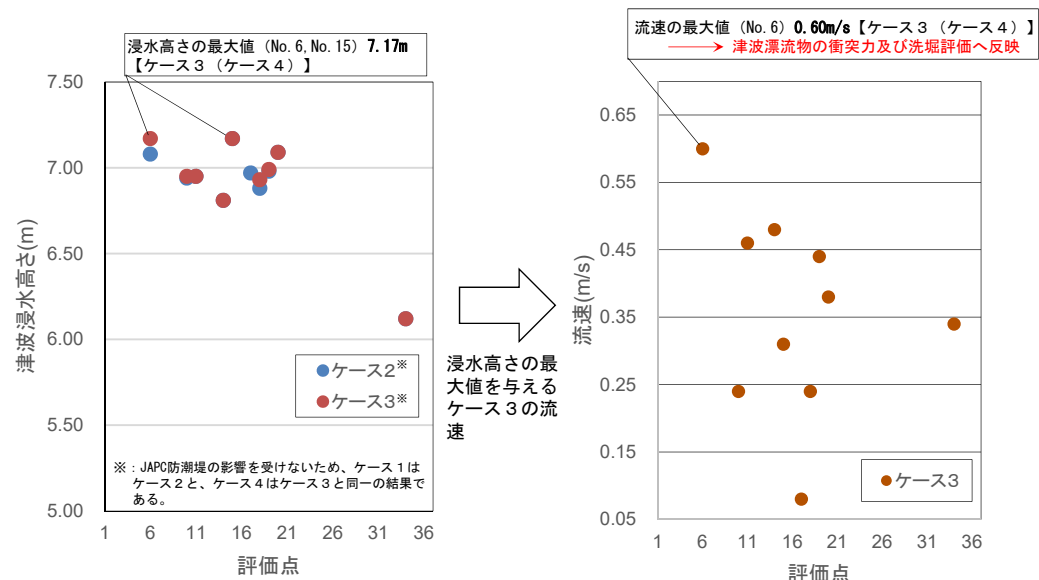 浸水高さの最大値（No.6,No.15）7.17m
【ケース３（ケース４）】
7.50
7.00
6.50
6.00
5.50
5.00
津波浸水高さ(m)
ケース2※
ケース3※
※：JAPC防潮堤の影響を受けないため、ケース１は
ケース２と、ケース４はケース３と同一の結果で
ある。
1 6 11 16 21 26 31 36
評価点
浸水高さの最
大値を与える
ケース３の流
速
流速の最大値（No.6）0.60m/s【ケース３（ケース４）】
津波漂流物の衝突力及び洗堀評価へ反映
0.65
0.55
0.45
0.35
0.25
0.15
0.05
流速(m/s)
ケース3
1 6 11 16 21 26 31 36
評価点